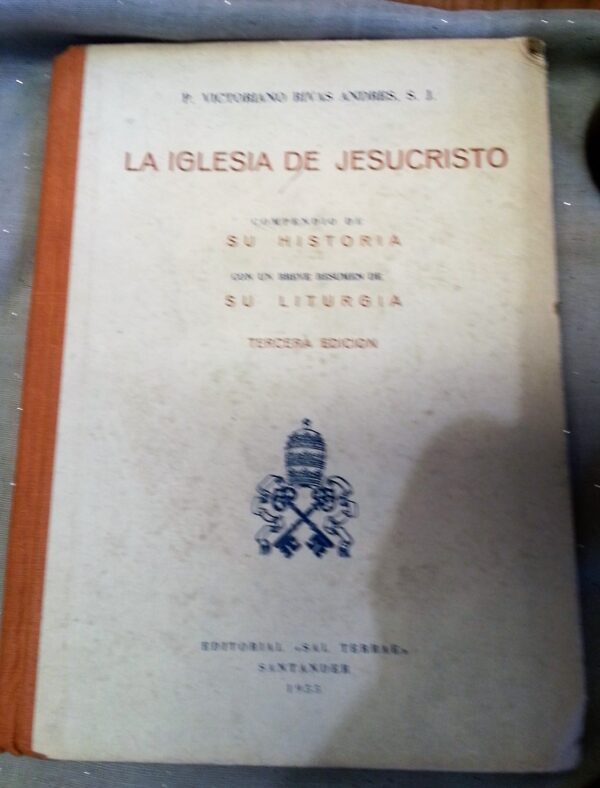 P. VICTORIANO RIVAS ANDRES, S. J.
LA IGLESIA DE JESUCRISTO
COMPENDIO DE
SU HISTORIA
CON UN BREVE RESUMEN DE
SU LITURGIA
TERCERA EDICION
EDITORIAL «SAL TERRAE»
SANTANDER
1955